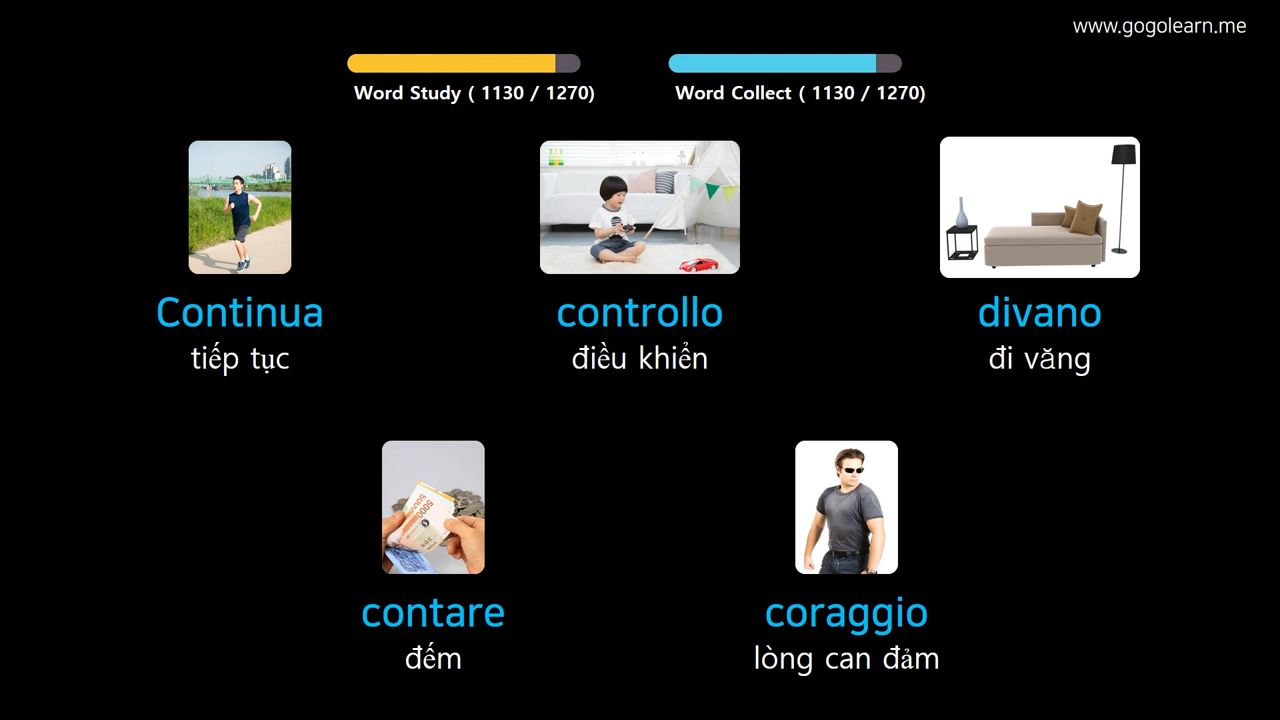 www.gogolearn.me
Word Study ( 1130 / 1270)
Word Collect ( 1130 / 1270)
Continua
tiếp tục
controllo
điều khiển
divano
đi văng
contare
đếm
coraggio
lòng can đảm